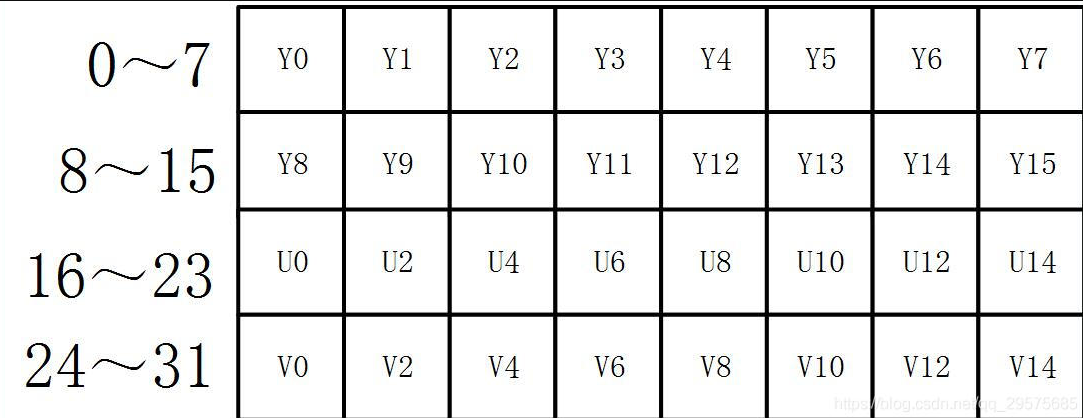 0～7 Y0 Y1 Y2 Y3 Y4 Y5 Y6 Y7
8～15 Y8 Y9 Y10 Y11 Y12 Y13 Y14 Y15
16～23 U0 U2 U4 U6 U8 U10 U12 U14
24～31 V0 V2 V4 V6 V8 V10 V12 V14
https://blog.csdn.net/qq_29575685